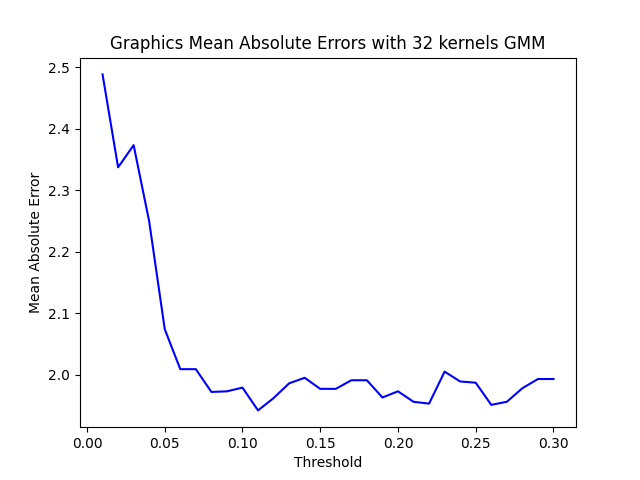 Graphics Mean Absolute Errors with 32 kernels GMM
2.5
2.4
2.3
2.2
2.1
2.0
Mean Absolute Error
0.00 0.05 0.10 0.15 0.20 0.25 0.30
Threshold